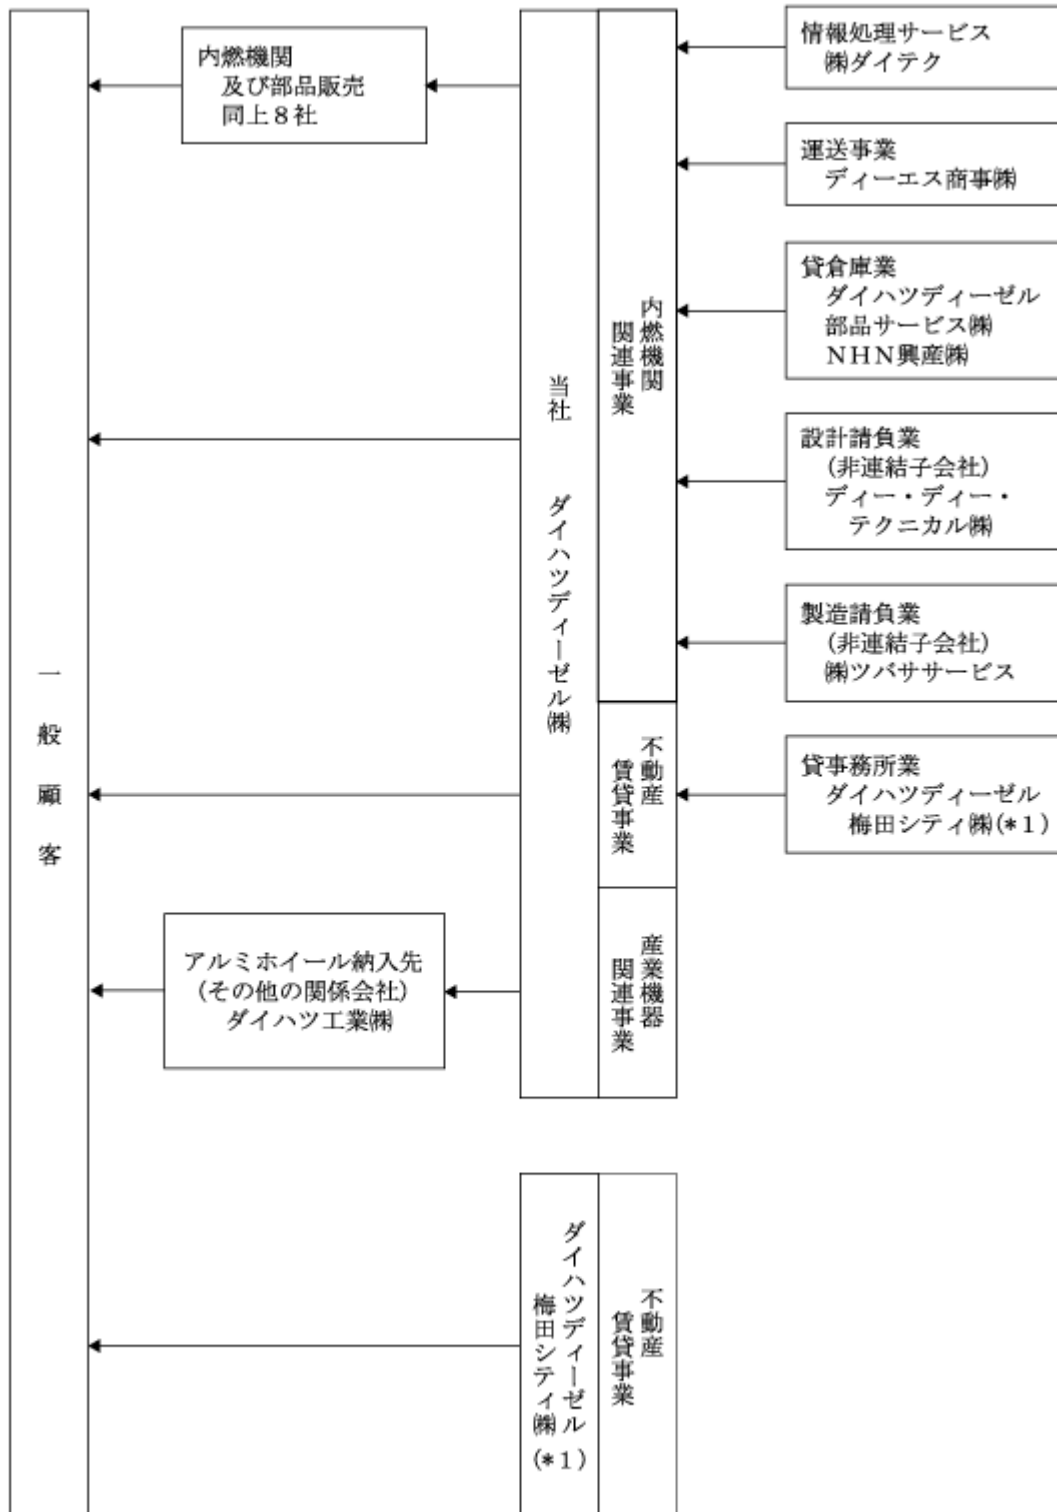 一般顧客
内燃機関
及び部品販売
同上8社
アルミホイール納入先
(その他の関係会社)
ダイハツ工業㈱
当社　ダイハツディーゼル㈱
内燃機関
関連事業
不動産
賃貸事業
産業機器
関連事業
情報処理サービス
㈱ダイテク
運送事業
ディーエス商事㈱
貸倉庫業
ダイハツディーゼル
部品サービス㈱
NHN興産㈱
設計請負業
(非連結子会社)
ディー・ディー・
テクニカル㈱
製造請負業
(非連結子会社)
㈱ツバササービス
貸事務所業
ダイハツディーゼル
梅田シティ㈱(*1)
ダイハツディーゼル
梅田シティ㈱(*1)
不動産
賃貸事業